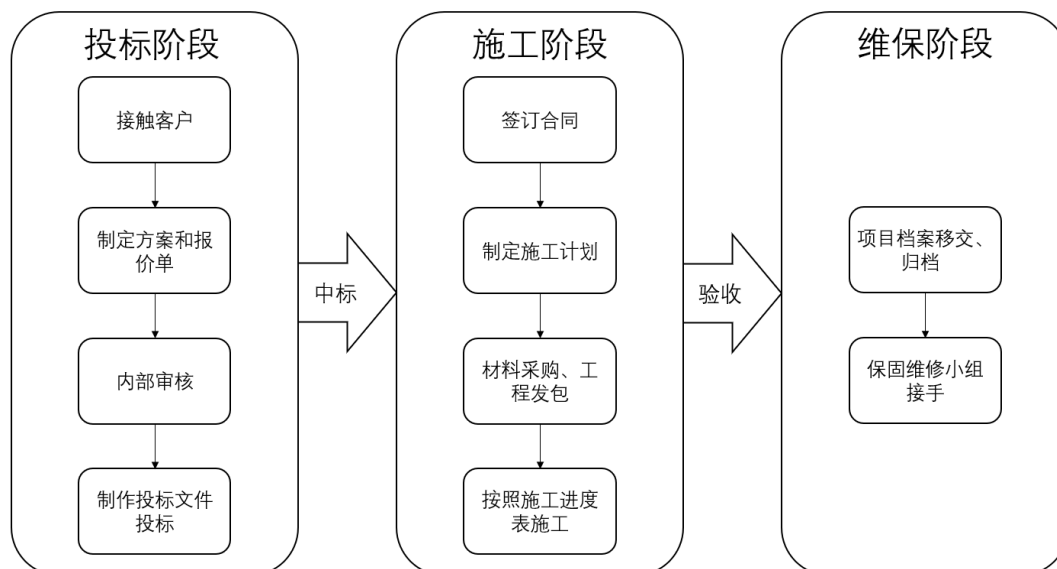 投标阶段
接触客户
制定方案和报
价单
内部审核
制作投标文件
投标
中标
施工阶段
签订合同
制定施工计划
材料采购、工
程发包
按照施工进度
表施工
验收
维保阶段
项目档案移交、
归档
保固维修小组
接手